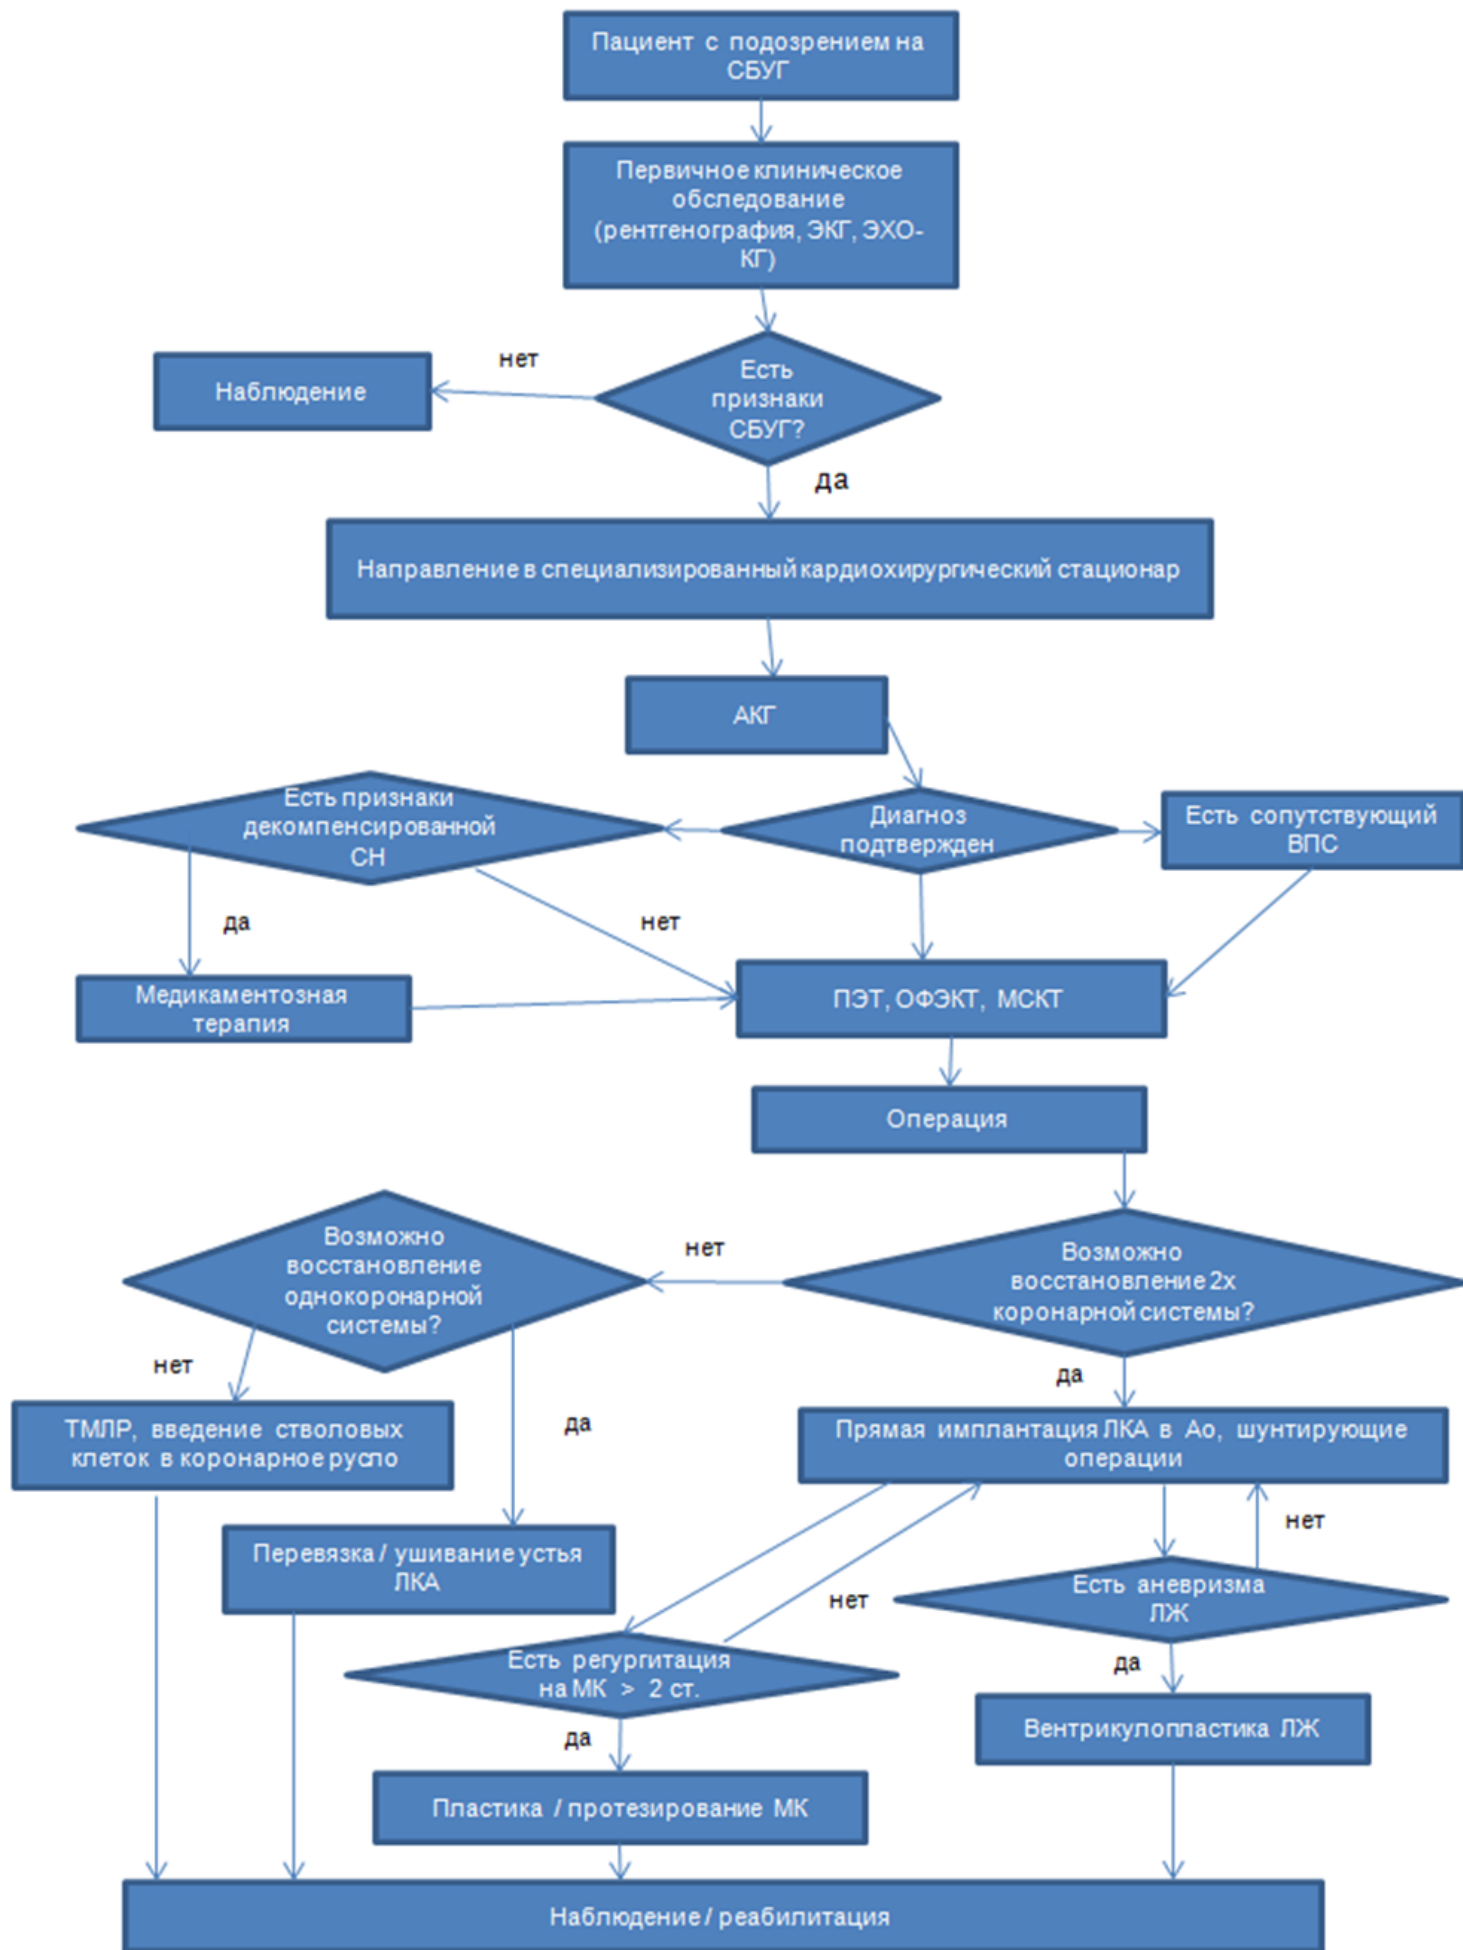 Пациент с подозрением на
СБУГ
Первичное клиническое
обследование
(рентгенография, ЭКГ, ЭХО-
КГ)
нет
Наблюдение
Есть
признаки
СБУГ?
да
Направление в специализированный кардиохирургический стационар
АКГ
Есть признаки
декомпенсированной
СН
Диагноз
подтвержден
Есть сопутствующий
ВПС
да
нет
Медикаментозная
терапия
ПЭТ, ОФЭКТ, МСКТ
Операция
Возможно
восстановление
однокоронарной
системы?
нет
Возможно
восстановление 2х
коронарной системы?
нет
да
да
ТМЛР, введение стволовых
клеток в коронарное русло
Прямая имплантация ЛКА в Ао, шунтирующие
операции
Перевязка / ушивание устья
ЛКА
нет
нет
Есть аневризма
ЛЖ
Есть регургитация
на МК > 2 ст.
да
да
Вентрикулопластика ЛЖ
Пластика / протезирование МК
Наблюдение / реабилитация